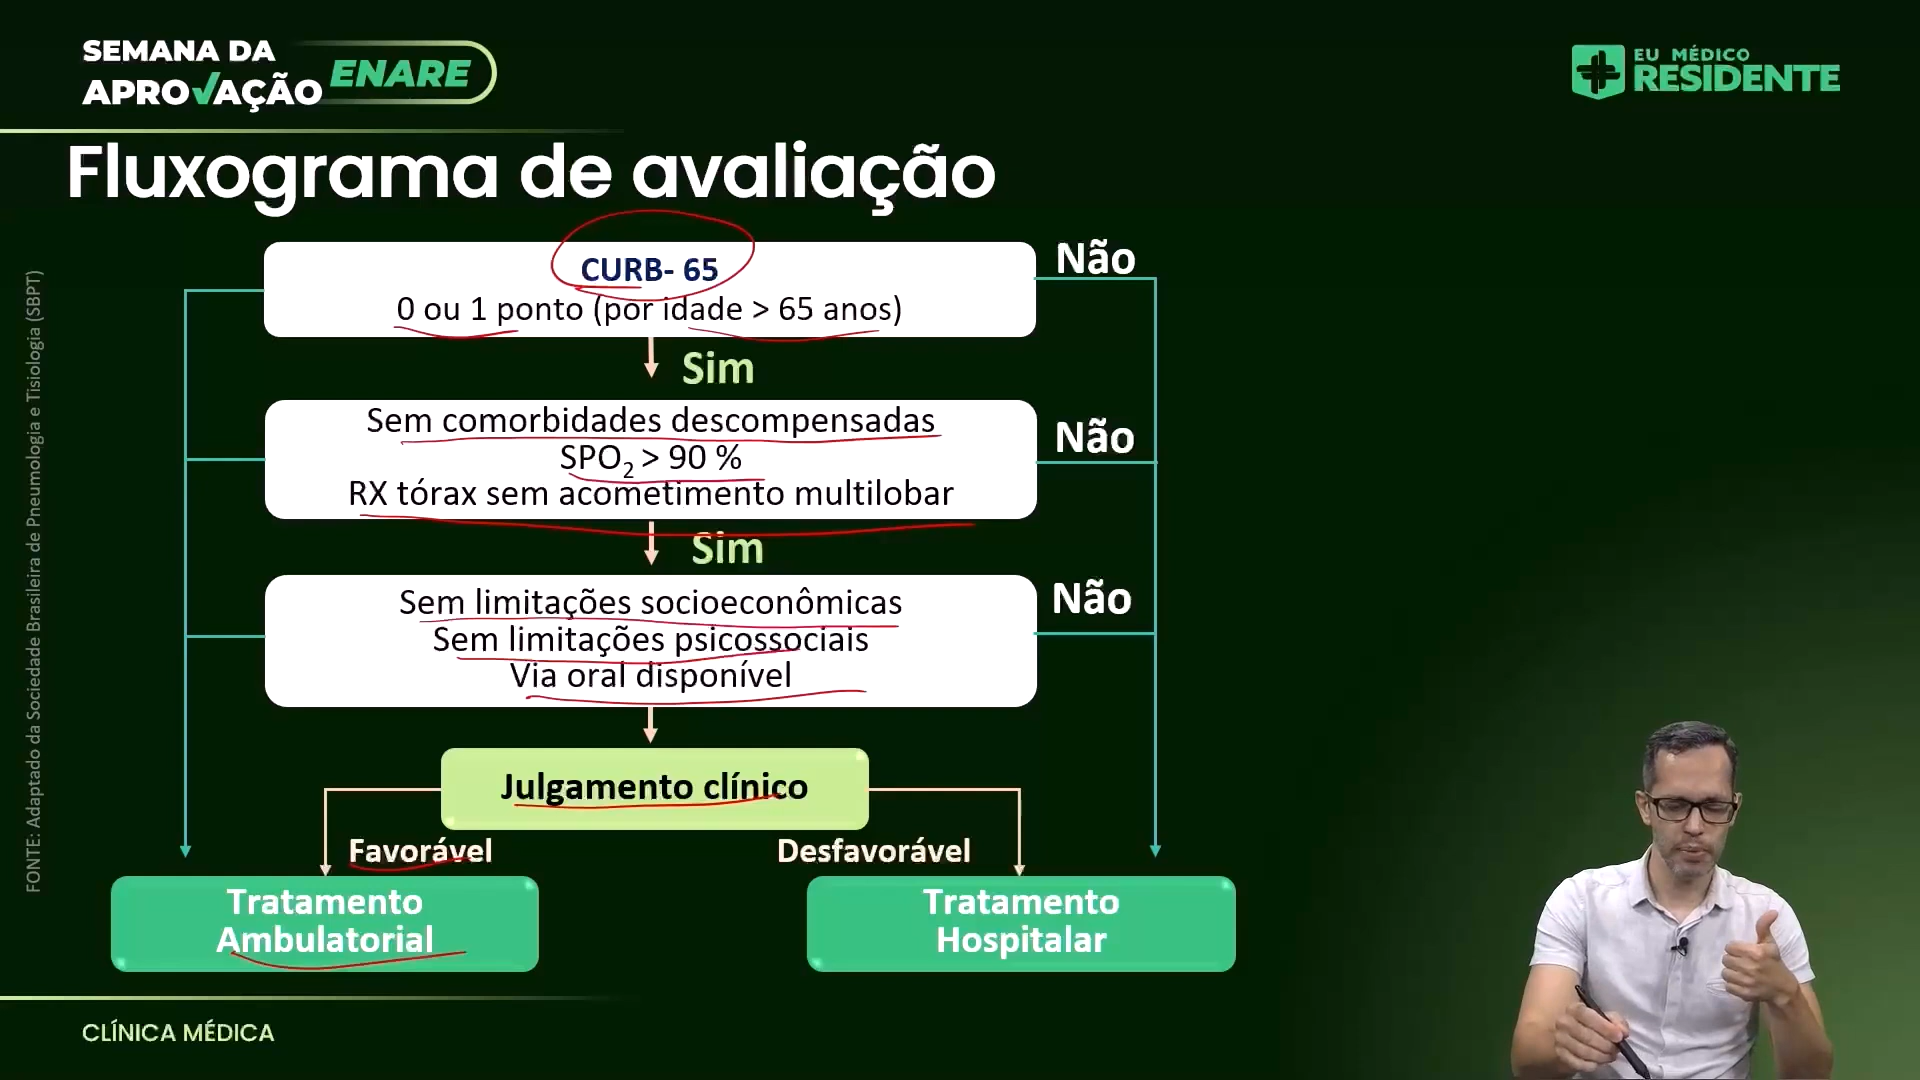 SEMANA DA
APROVAÇÃO
ENARE
EU MÉDICO
RESIDENTE
Fluxograma de avaliação
CURB- 65
0 ou 1 ponto (por idade > 65 anos)
Não
Sim
Sem comorbidades descompensadas
SPO₂ > 90 %
RX tórax sem acometimento multilobar
Não
Sim
Sem limitações socioeconômicas
Sem limitações psicossociais
Via oral disponível
Não
Julgamento clínico
Favorável
Desfavorável
Tratamento
Ambulatorial
Tratamento
Hospitalar
FONTE: Adaptado da Sociedade Brasileira de Pneumologia e Tisiologia (SBPT)
CLÍNICA MÉDICA